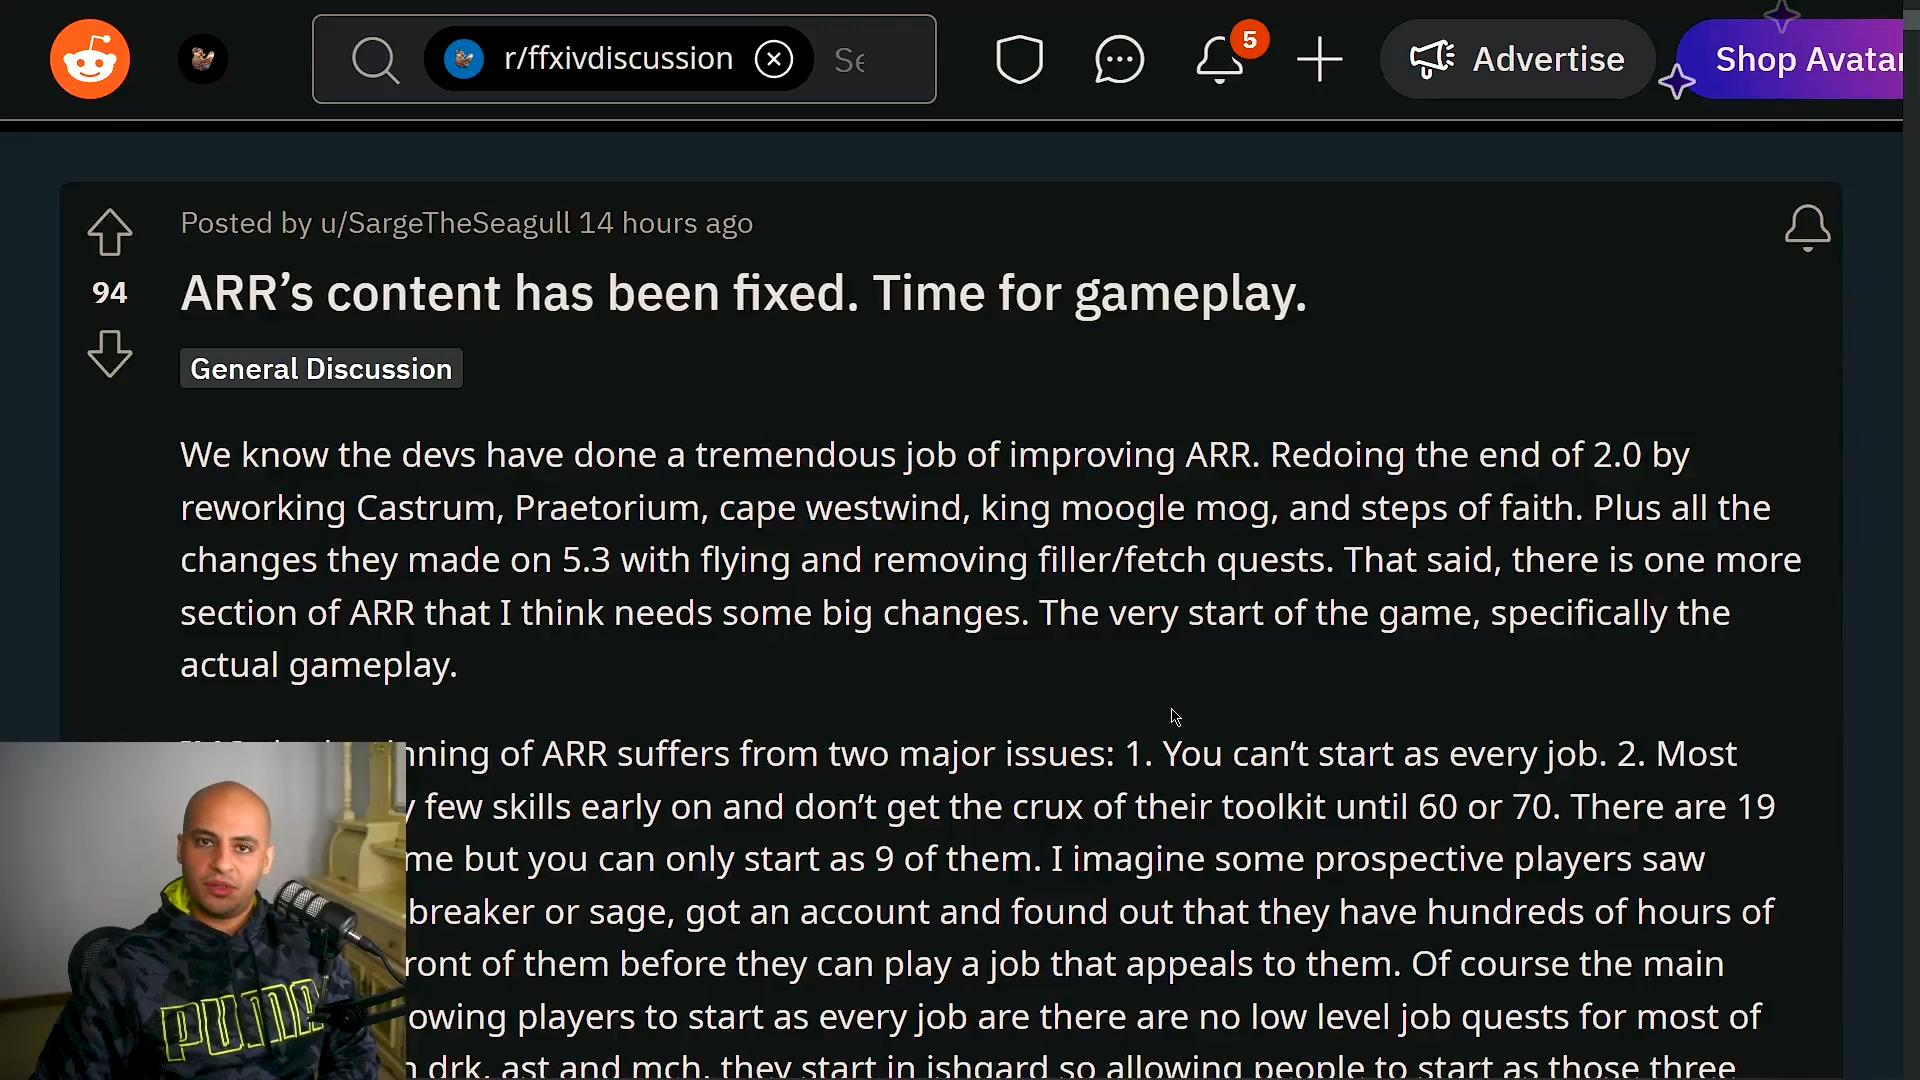 r/ffxivdiscussion
5
Advertise
Shop Avatar
Posted by u/SargeTheSeagull 14 hours ago
94
ARR’s content has been fixed. Time for gameplay.
General Discussion
We know the devs have done a tremendous job of improving ARR. Redoing the end of 2.0 by
reworking Castrum, Praetorium, cape westwind, king moogle mog, and steps of faith. Plus all the
changes they made on 5.3 with flying and removing filler/fetch quests. That said, there is one more
section of ARR that I think needs some big changes. The very start of the game, specifically the
actual gameplay.
nning of ARR suffers from two major issues: 1. You can’t start as every job. 2. Most
y few skills early on and don’t get the crux of their toolkit until 60 or 70. There are 19
me but you can only start as 9 of them. I imagine some prospective players saw
breaker or sage, got an account and found out that they have hundreds of hours of
ront of them before they can play a job that appeals to them. Of course the main
owing players to start as every job are there are no low level job quests for most of
drk, ast and mch, they start in ishgard so allowing people to start as those three
PUMA